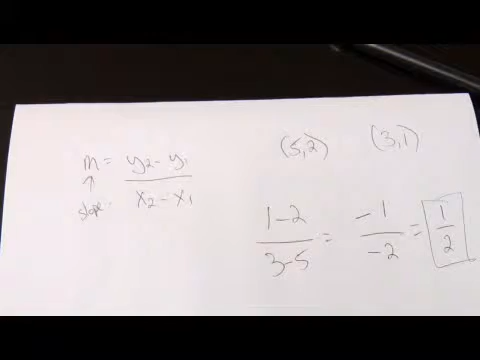 m = y₂ - y₁
x₂ - x₁
↑
slope
(5,2) (3,1)
1-2 / 3-5 = -1 / -2 = 1 / 2